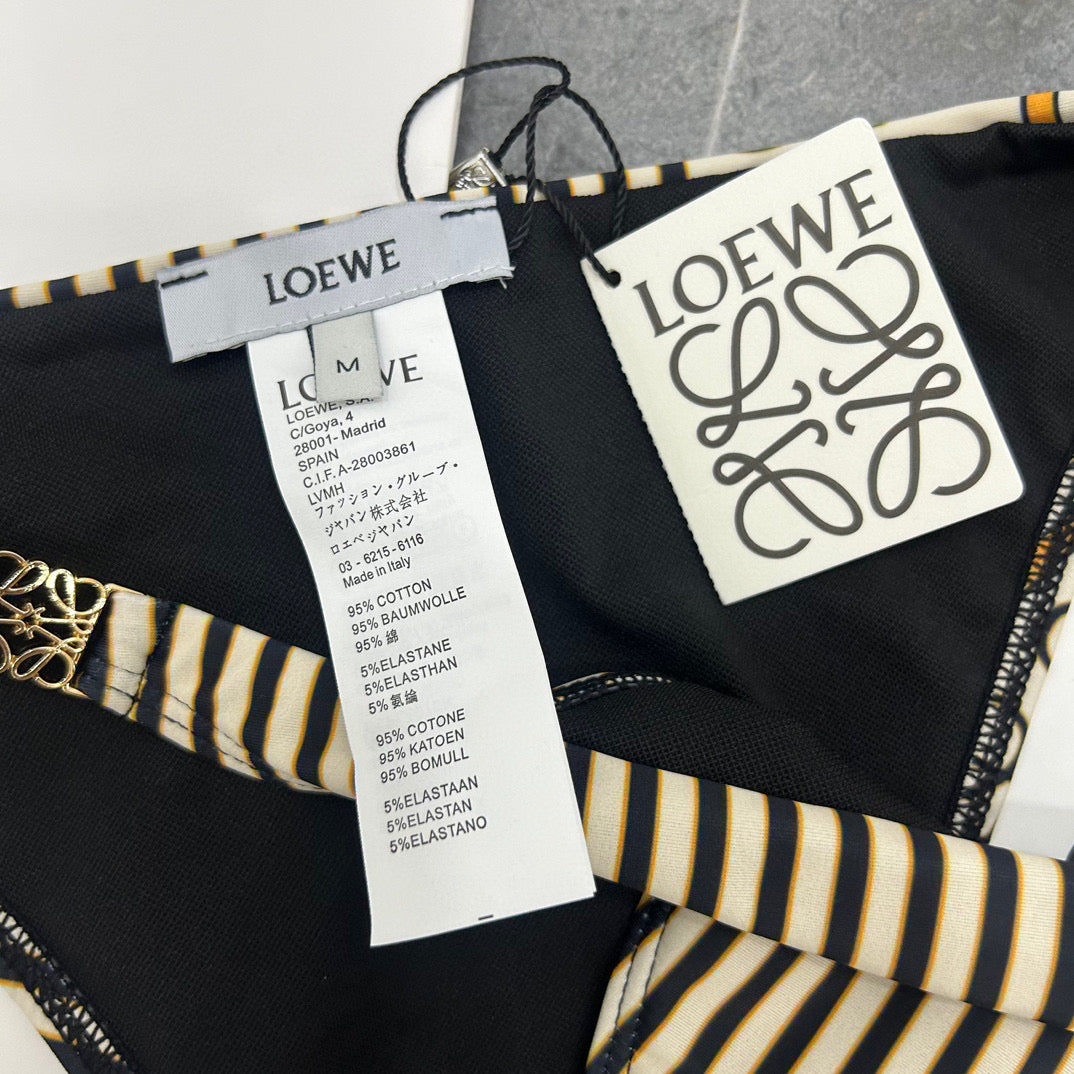 LOEWE
M
LOEWE
LOEWE, S.A.
C/Goya, 4
28001- Madrid
SPAIN
C.I.F. A-28003861
LVMH
ファッション・グループ・
ジャパン株式会社
ロエベジャパン
03 - 6215 - 6116
Made in Italy
95% COTTON
95% BAUMWOLLE
95% 綿
5%ELASTANE
5%ELASTHAN
5% 氨綸
95% COTONE
95% KATOEN
95% BOMULL
5%ELASTAAN
5%ELASTAN
5%ELASTANO
LOEWE